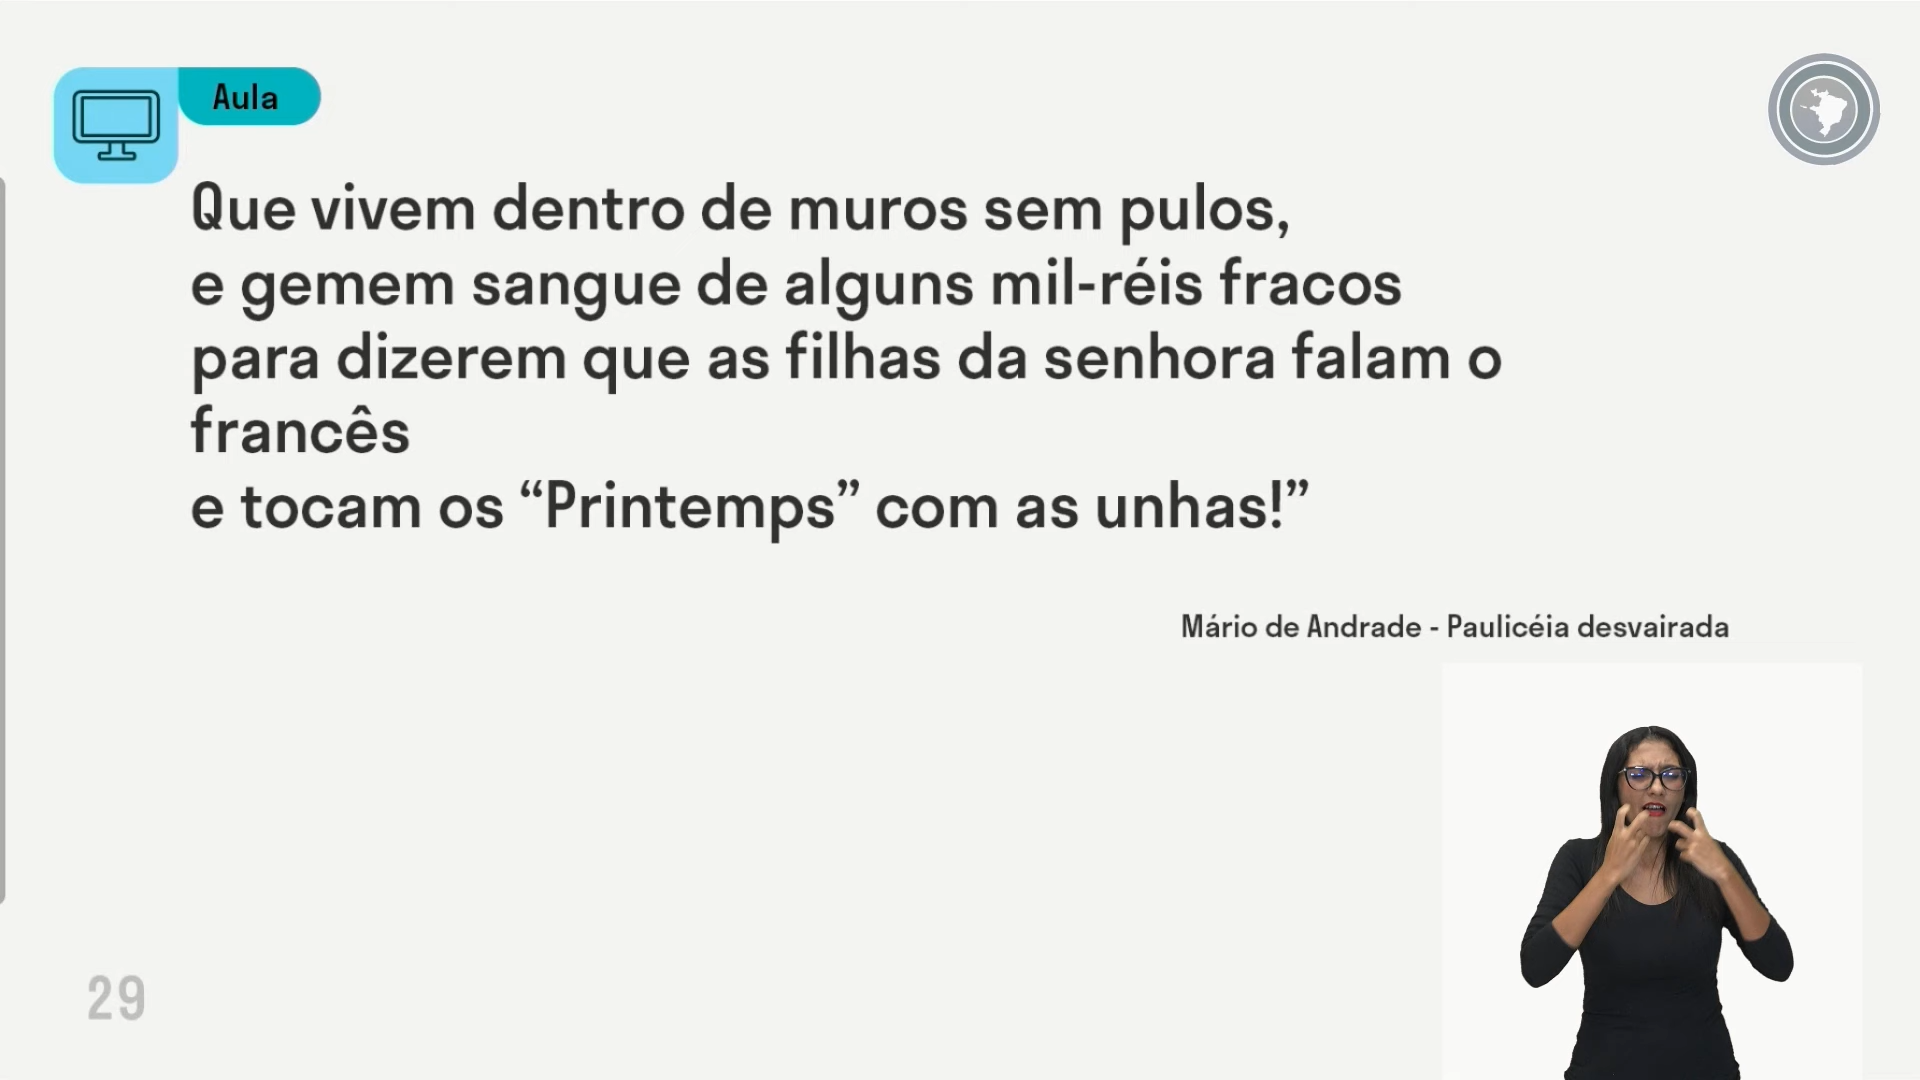 Aula
Que vivem dentro de muros sem pulos,
e gemem sangue de alguns mil-réis fracos
para dizerem que as filhas da senhora falam o
francês
e tocam os “Printemps” com as unhas!”
Mário de Andrade - Paulicéia desvairada
29